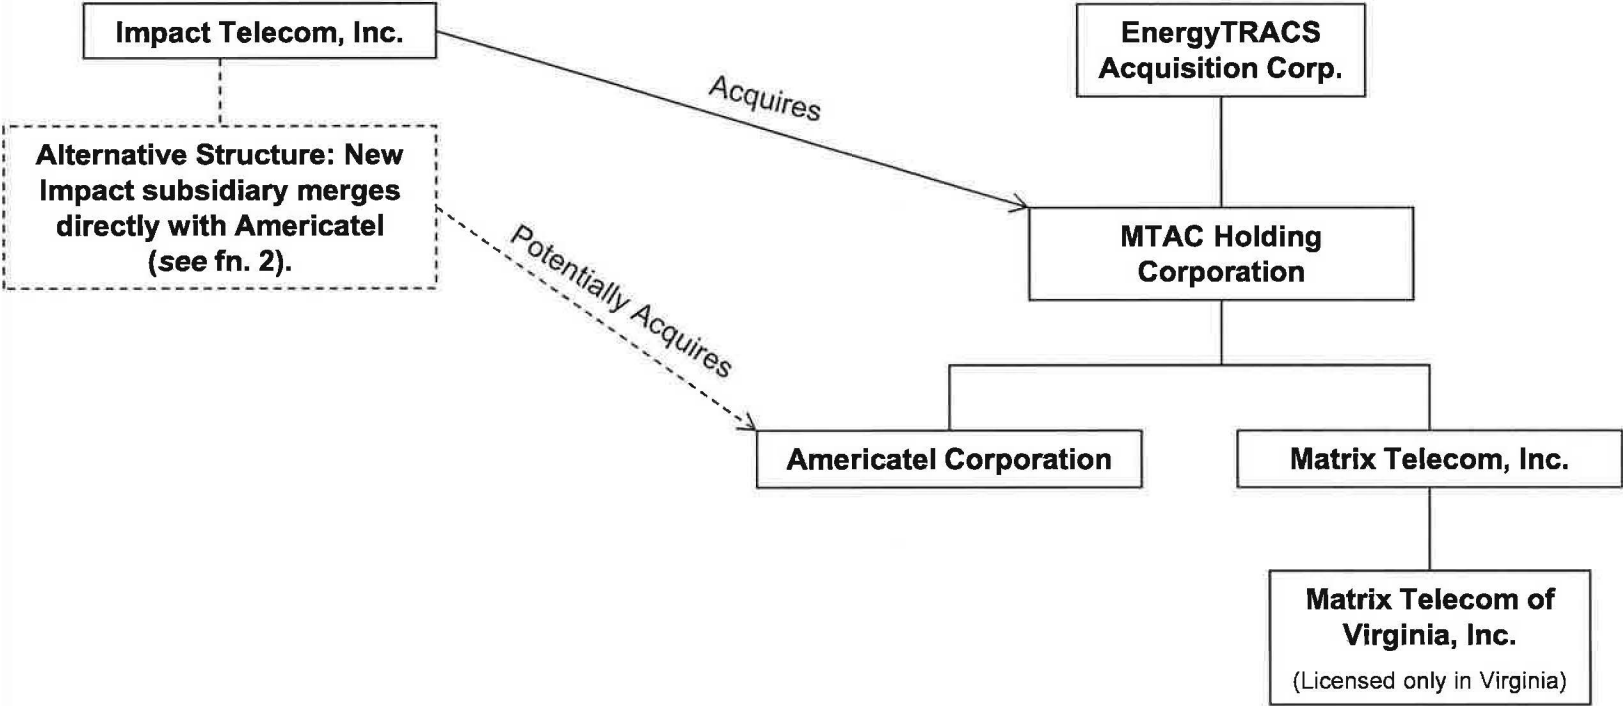 Impact Telecom, Inc.
EnergyTRACS
Acquisition Corp.
Acquires
Alternative Structure: New
Impact subsidiary merges
directly with Americatel
(see fn. 2).
MTAC Holding
Corporation
Potentially Acquires
Americatel Corporation
Matrix Telecom, Inc.
Matrix Telecom of
Virginia, Inc.
(Licensed only in Virginia)